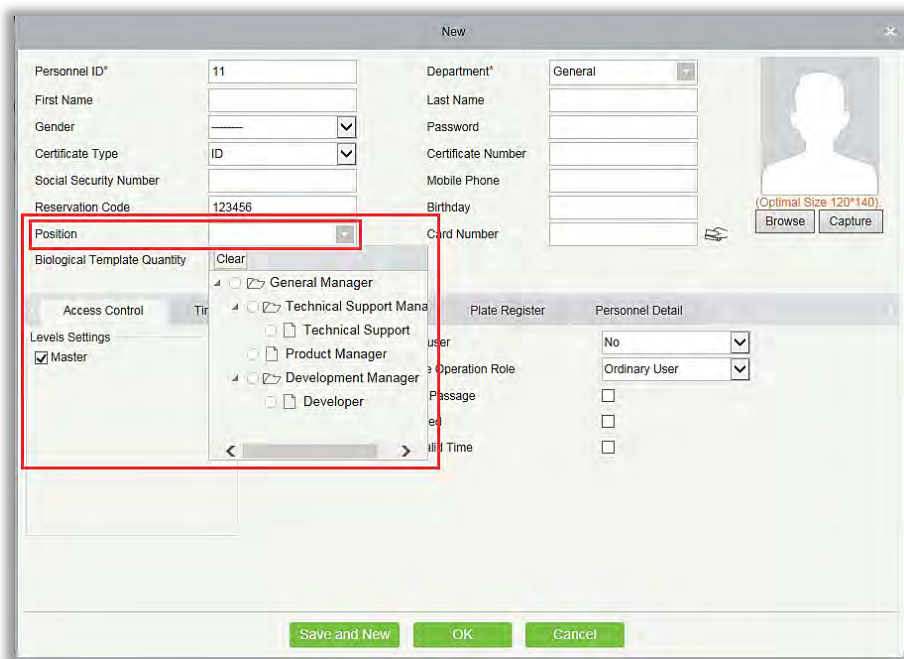 New
Personnel ID* 11 Department* General
First Name Last Name
Gender -------- Password
Certificate Type ID Certificate Number
Social Security Number Mobile Phone
(Optimal Size 120*140)
Reservation Code 123456 Birthday
Browse Capture
Position Card Number
Biological Template Quantity Clear
General Manager
Technical Support Mana
Access Control Plate Register Personnel Detail
Technical Support
Levels Settings No
Master Product Manager
Operation Role Ordinary User
Development Manager
Passage
Developer
Time
Save and New OK Cancel